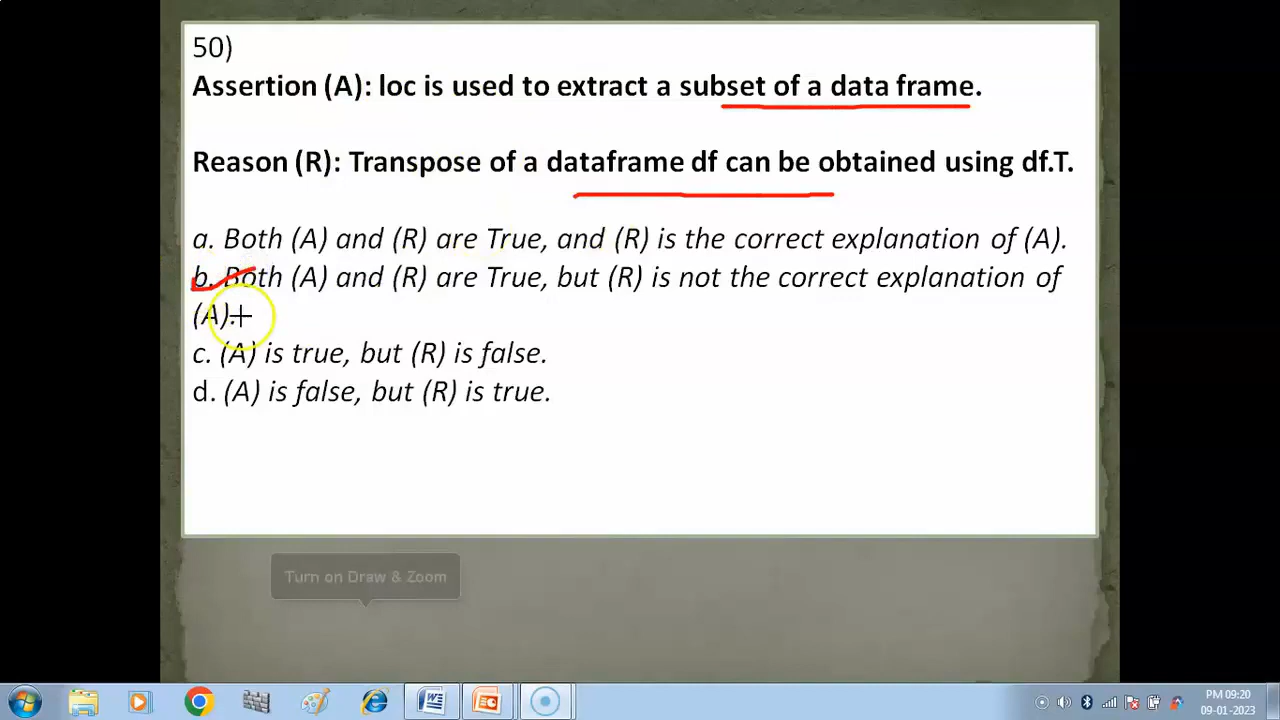 50)
Assertion (A): loc is used to extract a subset of a data frame.
Reason (R): Transpose of a dataframe df can be obtained using df.T.
a. Both (A) and (R) are True, and (R) is the correct explanation of (A).
b. Both (A) and (R) are True, but (R) is not the correct explanation of
(A).
c. (A) is true, but (R) is false.
d. (A) is false, but (R) is true.
Turn on Draw & Zoom
PM 09:20
09-01-2023